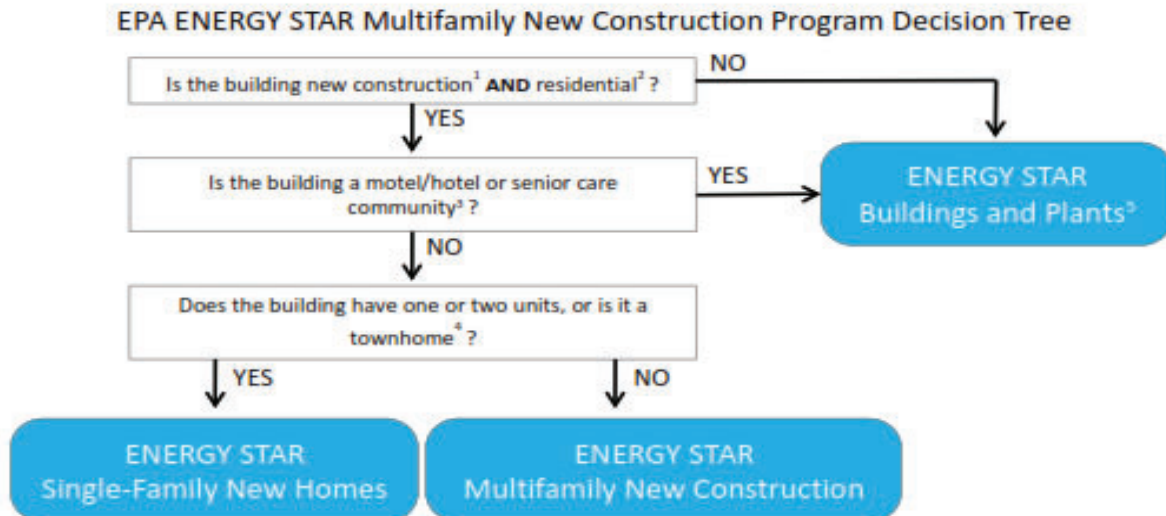 EPA ENERGY STAR Multifamily New Construction Program Decision Tree
Is the building new construction¹ AND residential² ?
NO
YES
Is the building a motel/hotel or senior care
community³ ?
YES
ENERGY STAR
Buildings and Plants⁵
NO
Does the building have one or two units, or is it a
townhome⁴ ?
YES
NO
ENERGY STAR
Single-Family New Homes
ENERGY STAR
Multifamily New Construction